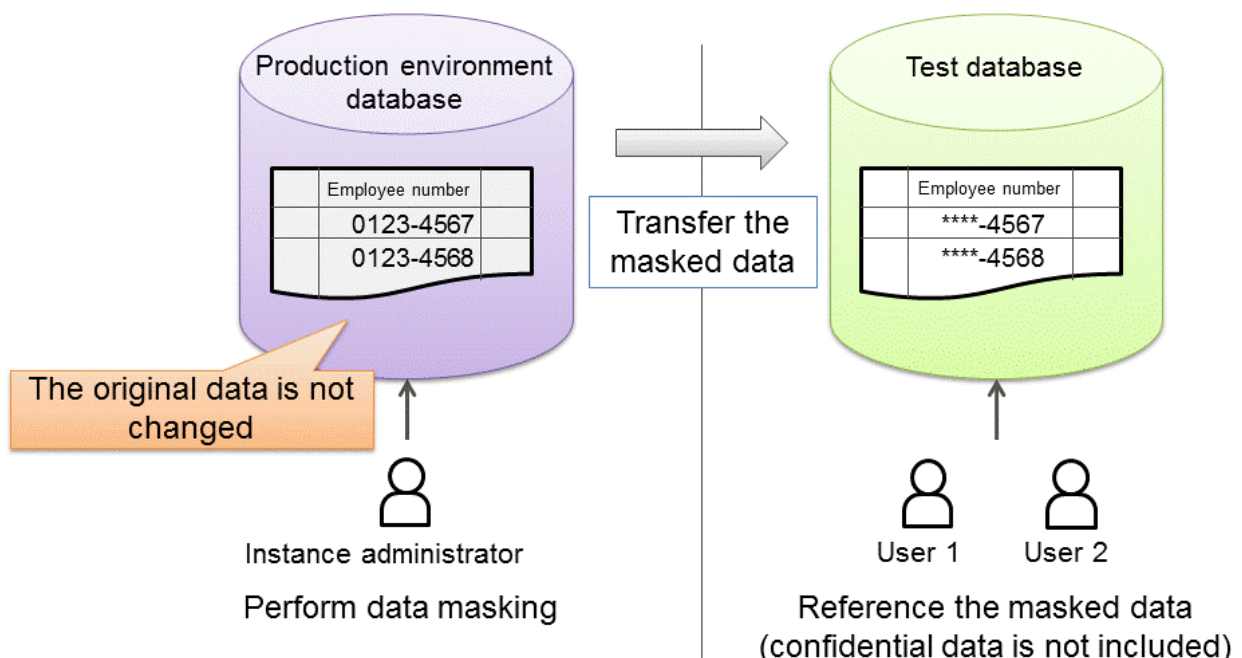 Production environment
database
Employee number
0123-4567
0123-4568
The original data is not
changed
Instance administrator
Perform data masking
Transfer the
masked data
Test database
Employee number
****-4567
****-4568
User 1
User 2
Reference the masked data
(confidential data is not included)